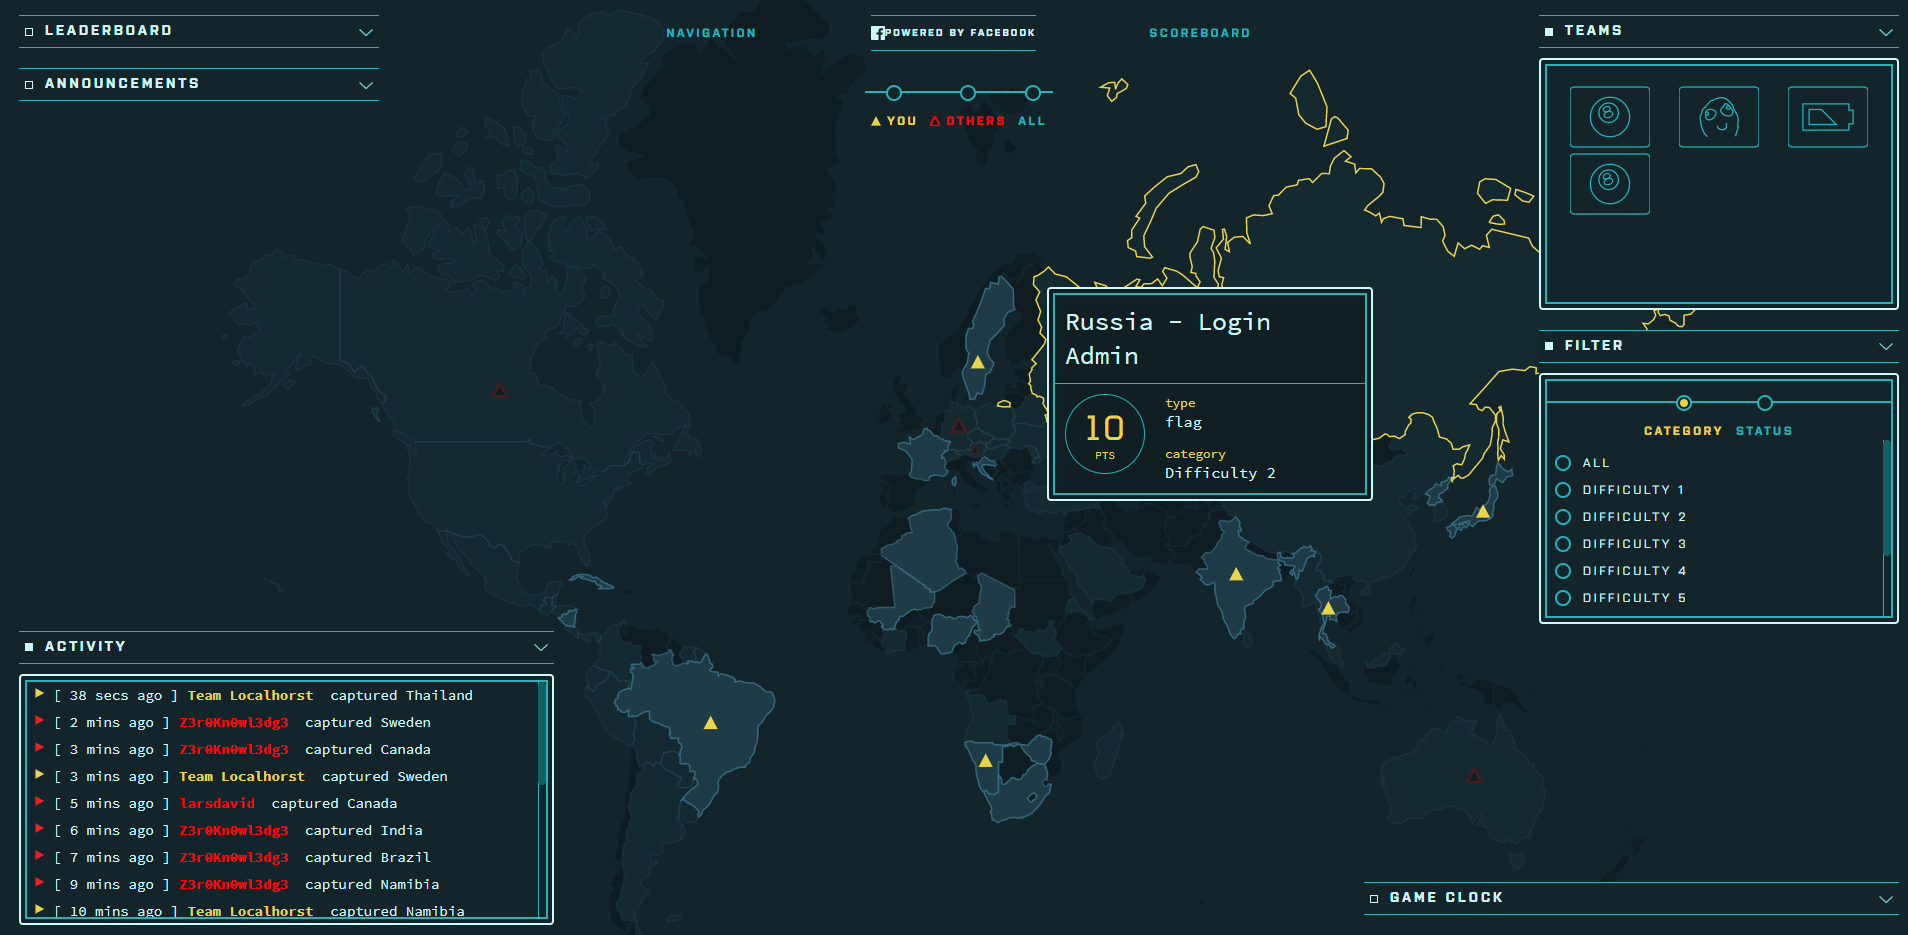 LEADERBOARD
ANNOUNCEMENTS
NAVIGATION
POWERED BY FACEBOOK
SCOREBOARD
YOU OTHERS ALL
TEAMS
8
8
Russia - Login
Admin
10
PTS
type
flag
category
Difficulty 2
FILTER
CATEGORY STATUS
ALL
DIFFICULTY 1
DIFFICULTY 2
DIFFICULTY 3
DIFFICULTY 4
DIFFICULTY 5
ACTIVITY
[ 38 secs ago ] Team Localhorst captured Thailand
[ 2 mins ago ] Z3r0Kn0wl3dg3 captured Sweden
[ 3 mins ago ] Z3r0Kn0wl3dg3 captured Canada
[ 3 mins ago ] Team Localhorst captured Sweden
[ 5 mins ago ] larsdavid captured Canada
[ 6 mins ago ] Z3r0Kn0wl3dg3 captured India
[ 7 mins ago ] Z3r0Kn0wl3dg3 captured Brazil
[ 9 mins ago ] Z3r0Kn0wl3dg3 captured Namibia
[ 10 mins ago ] Team Localhorst captured Namibia
GAME CLOCK